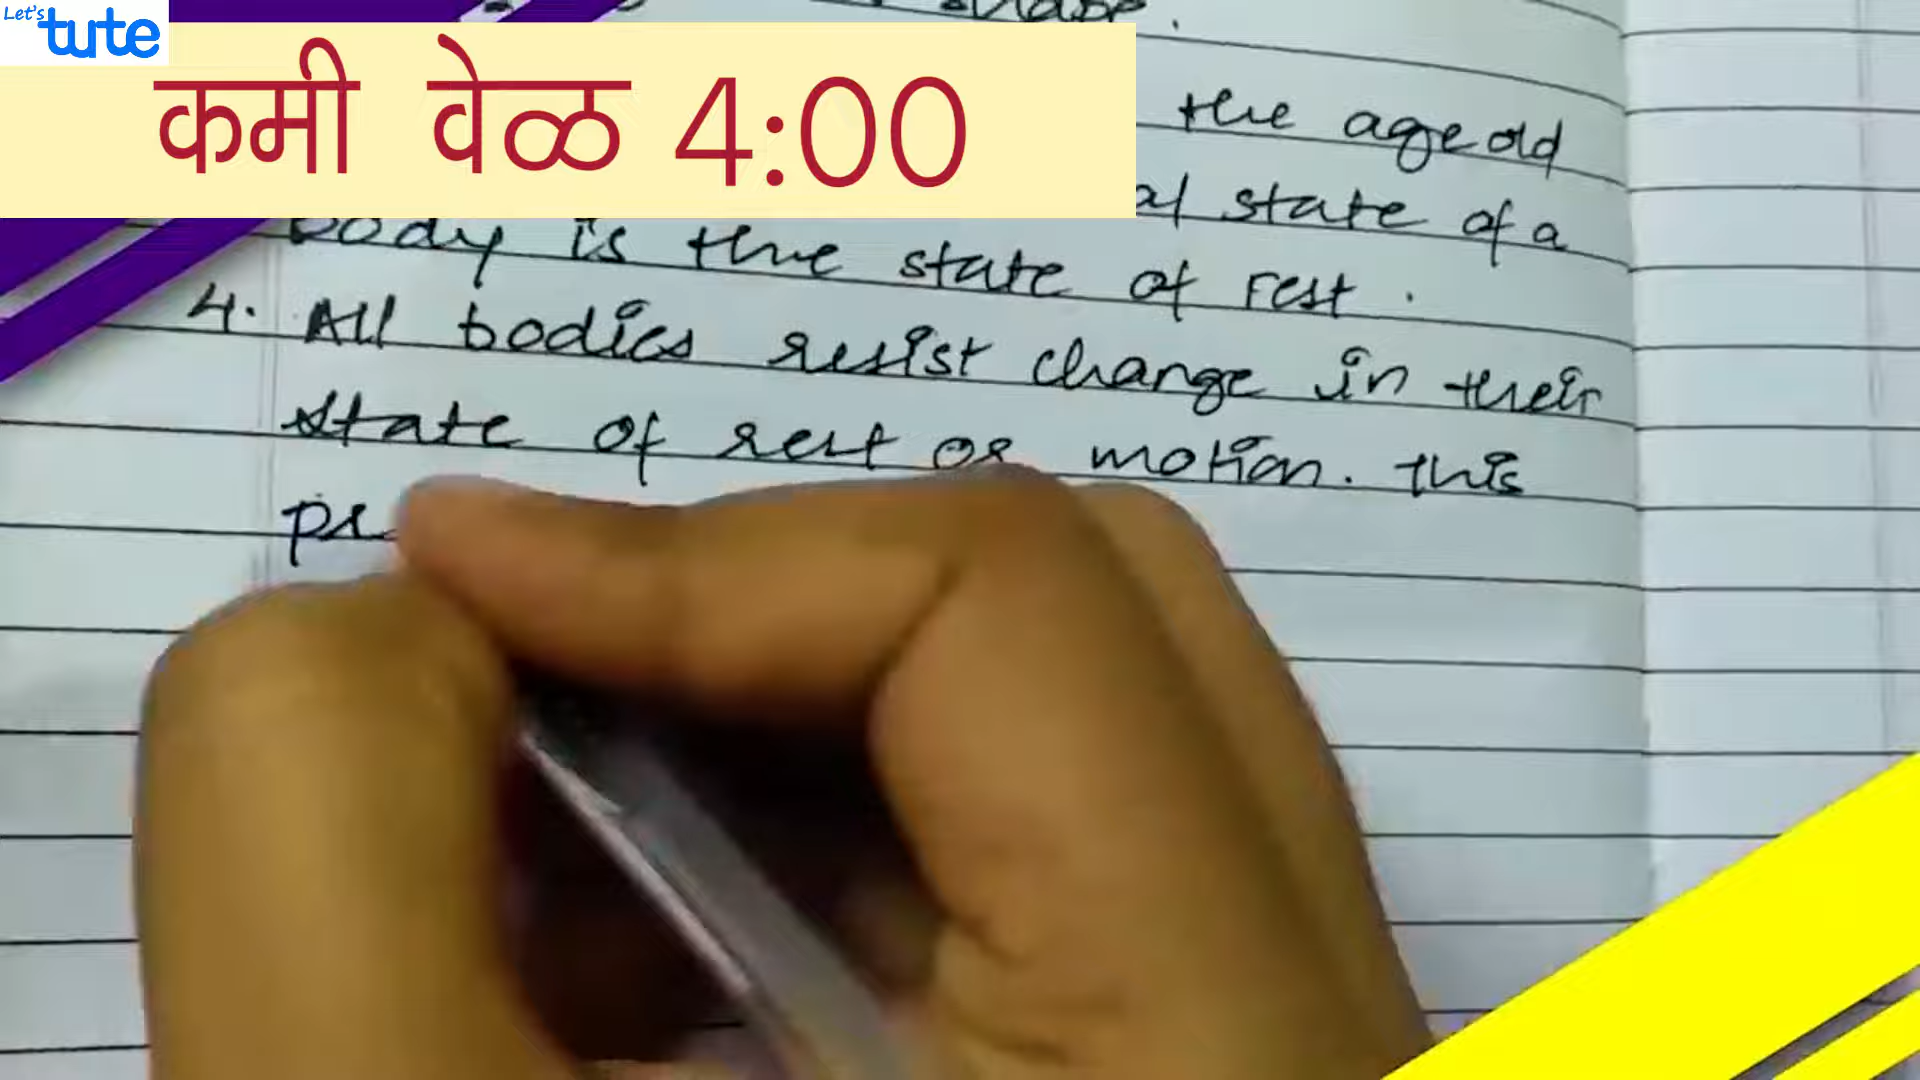 Let's
tute
कमी वेळ 4:00
the age old
al state of a
body is the state of rest.
4. All bodies resist change in their
state of rest or motion. this